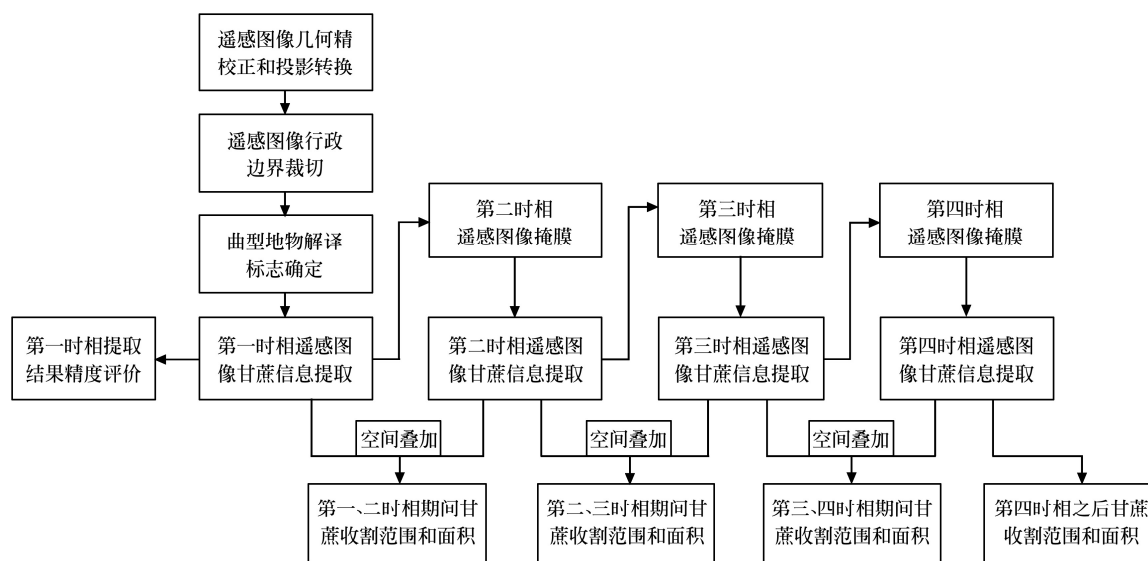 遥感图像几何精
校正和投影转换
遥感图像行政
边界裁切
曲型地物解译
标志确定
第二时相
遥感图像掩膜
第三时相
遥感图像掩膜
第四时相
遥感图像掩膜
第一时相提取
结果精度评价
第一时相遥感图
像甘蔗信息提取
第二时相遥感图
像甘蔗信息提取
第三时相遥感图
像甘蔗信息提取
第四时相遥感图
像甘蔗信息提取
空间叠加
空间叠加
空间叠加
第一、二时相期间甘
蔗收割范围和面积
第二、三时相期间甘
蔗收割范围和面积
第三、四时相期间甘
蔗收割范围和面积
第四时相之后甘蔗
收割范围和面积